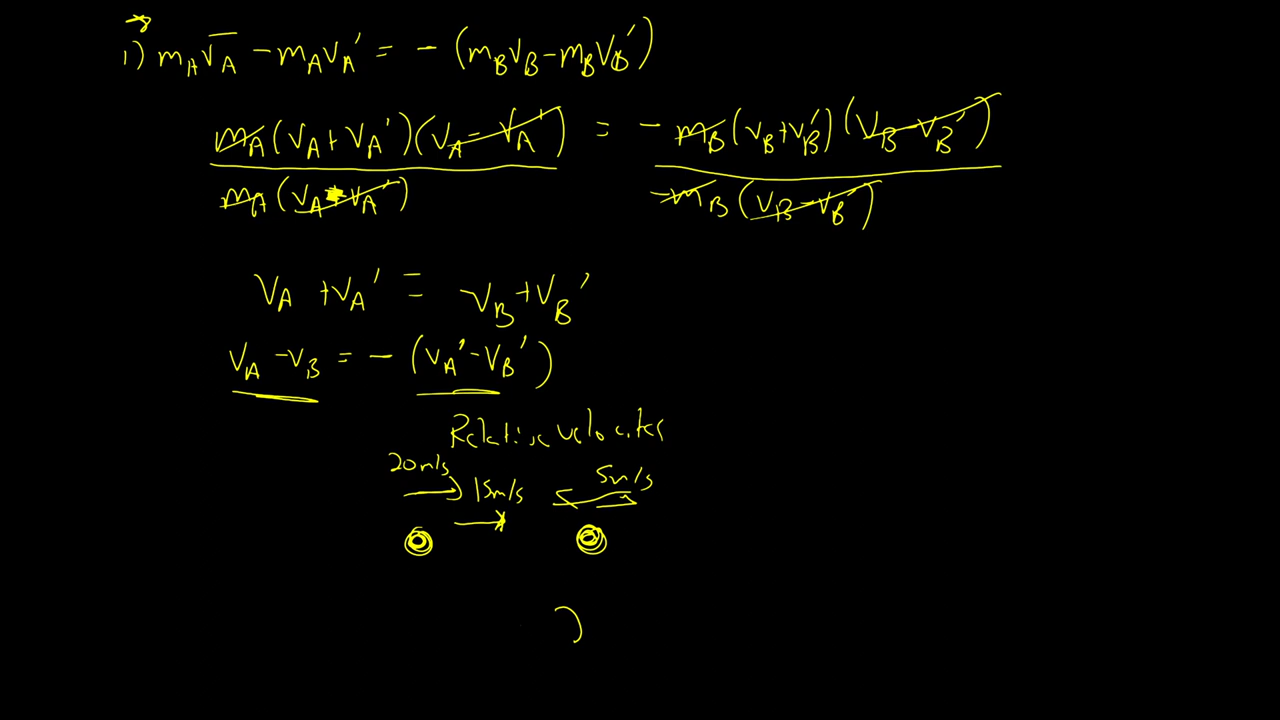 1) mAVA - mAVA' = - (mBVB - mBVB')
mA(VA + VA')(VA - VA') = - mB(VB + VB')(VB - VB')
mA(VA - VA') -mB(VB - VB')
VA + VA' = VB + VB'
VA - VB = - (VA' - VB')
Relative velocites
20m/s 15m/s 5m/s